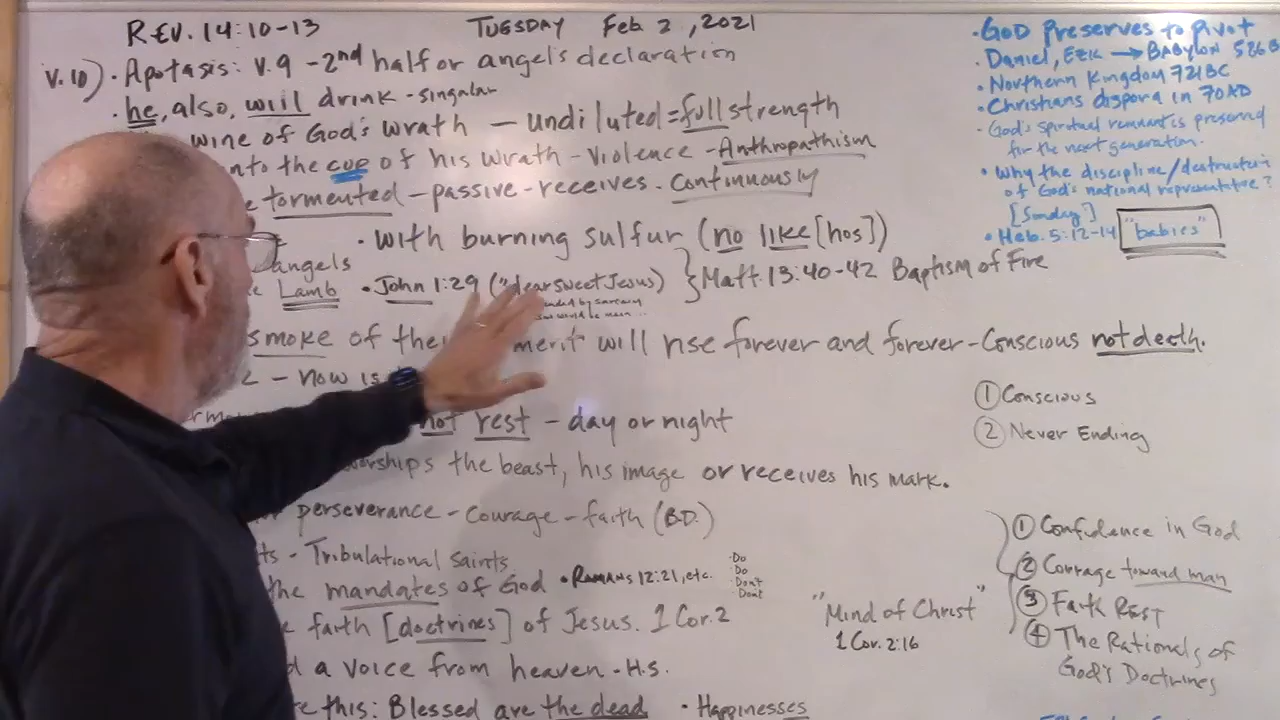 REV. 14:10-13
TUESDAY Feb 2, 2021
V.10) • Apotasis: V.9 - 2nd half or angel's declaration
• he, also, will drink - singular
wine of God's wrath - undiluted = full strength
nto the cup of his wrath - Violence - Anthropathism
tormented - passive - receives. Continuously
• with burning sulfur (no like [hos])
angels
Lamb • John 1:29 ("dear sweet Jesus) } Matt. 13:40-42 Baptism of Fire
smoke of the ment will rise forever and forever - Conscious not death.
2 - now is
not rest - day or night
worships the beast, his image or receives his mark.
perseverance - Courage - faith (B.D.)
ts - Tribulational Saints
the mandates of God • Romans 12:21, etc.
• Do
• Do
• Don't
• Don't
faith [doctrines] of Jesus. 1 Cor. 2
d a voice from heaven - H.S.
e this: Blessed are the dead • Happinesses
• GOD Preserves to Pivot
• Daniel, EZK → BABYLON 586 B
• Northern Kingdom 721 BC
• Christians dispora in 70 AD
• God's spiritual remnant is preserved
for the next generation.
• Why the discipline/destructi
of God's national representitive?
[Sunday]
• Heb. 5:12-14 "babies"
① Conscious
② Never Ending
① Confidence in God
② Courage toward man
③ Faith Rest
④ The Rationals of
God's Doctrines
"Mind of Christ"
1 Cor. 2:16